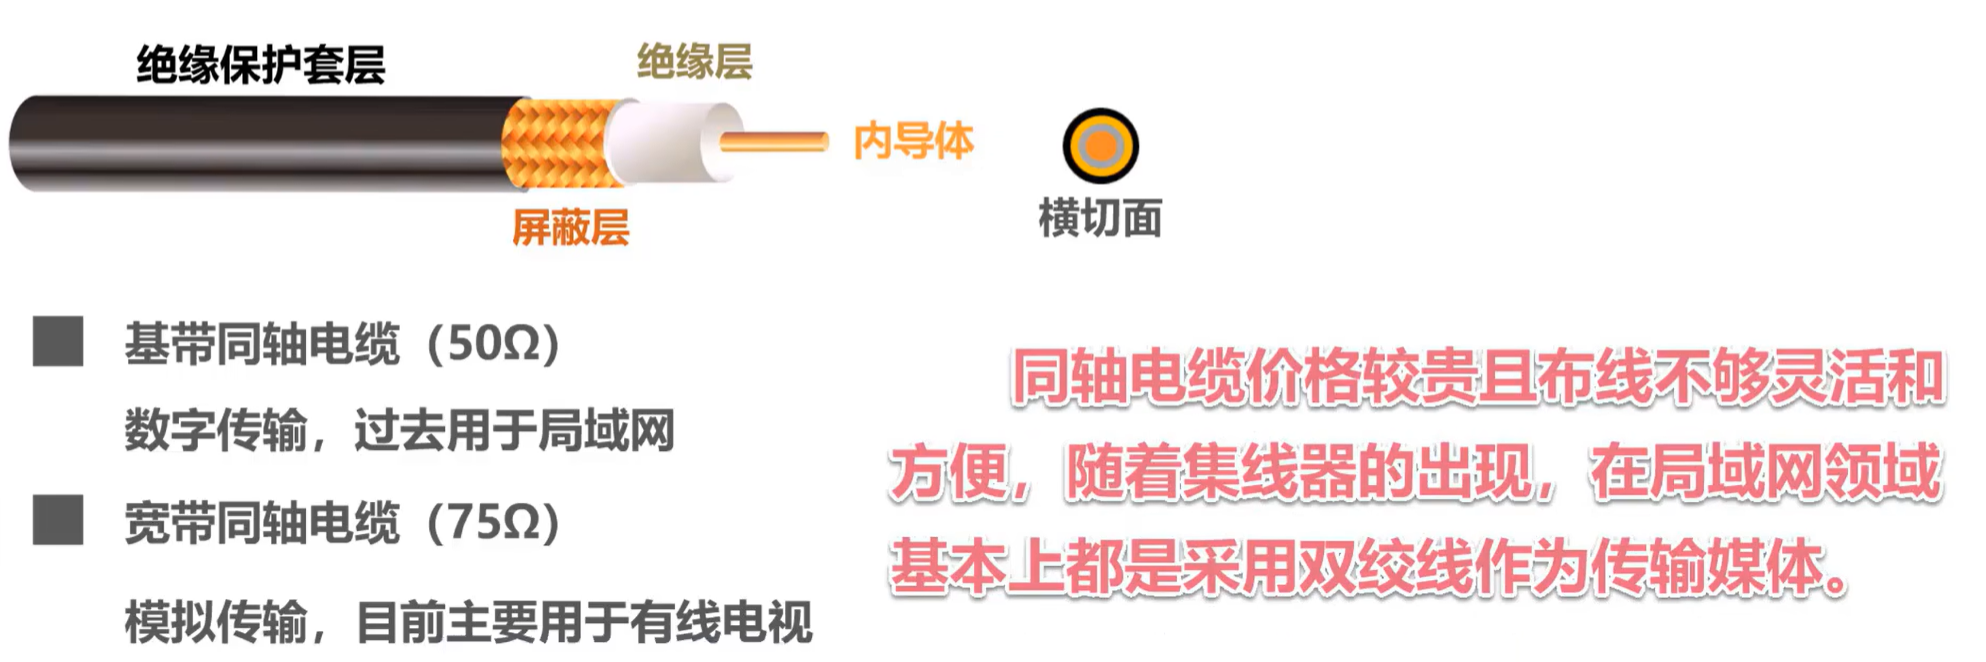 绝缘保护套层
绝缘层
内导体
屏蔽层
横切面
基带同轴电缆（50Ω）
数字传输，过去用于局域网
宽带同轴电缆（75Ω）
模拟传输，目前主要用于有线电视
同轴电缆价格较贵且布线不够灵活和
方便，随着集线器的出现，在局域网领域
基本上都是采用双绞线作为传输媒体。